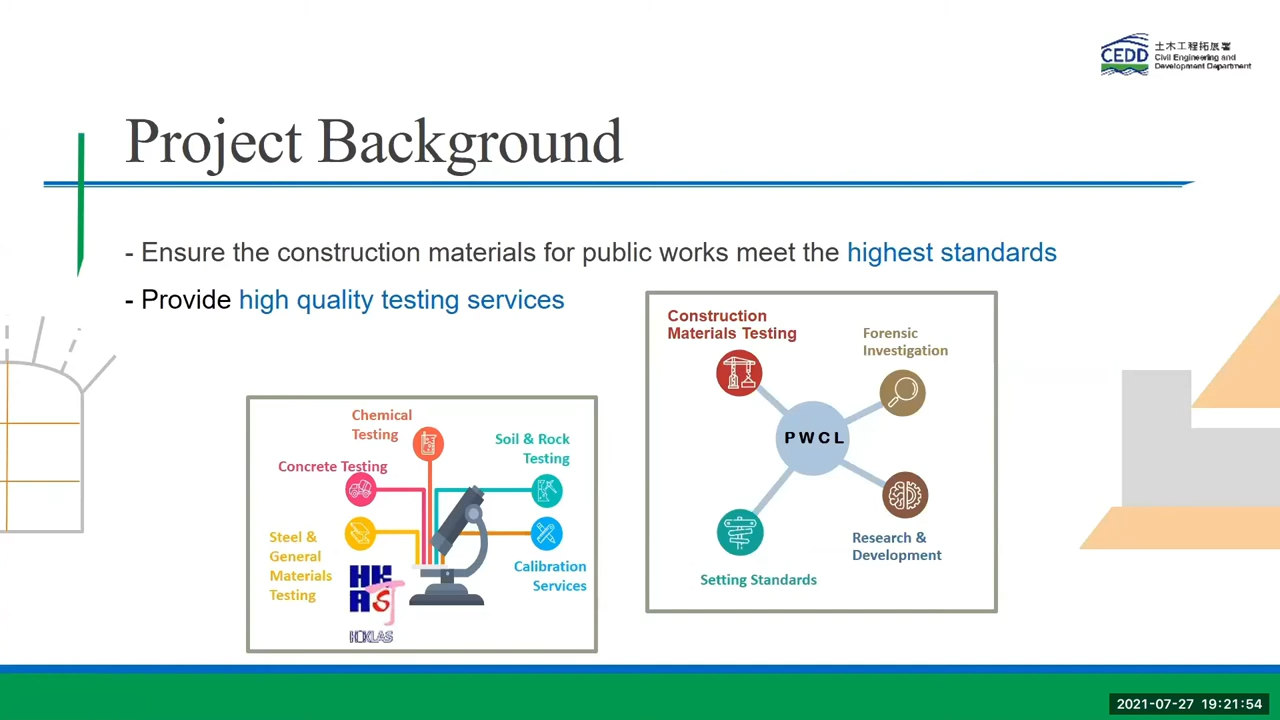 CEDD
土木工程拓展署
Civil Engineering and
Development Department
Project Background
- Ensure the construction materials for public works meet the highest standards
- Provide high quality testing services
Chemical
Testing
Soil & Rock
Testing
Concrete Testing
Steel &
General
Materials
Testing
Calibration
Services
HK
AS
HOKLAS
Construction
Materials Testing
Forensic
Investigation
PWCL
Research &
Development
Setting Standards
2021-07-27 19:21:54